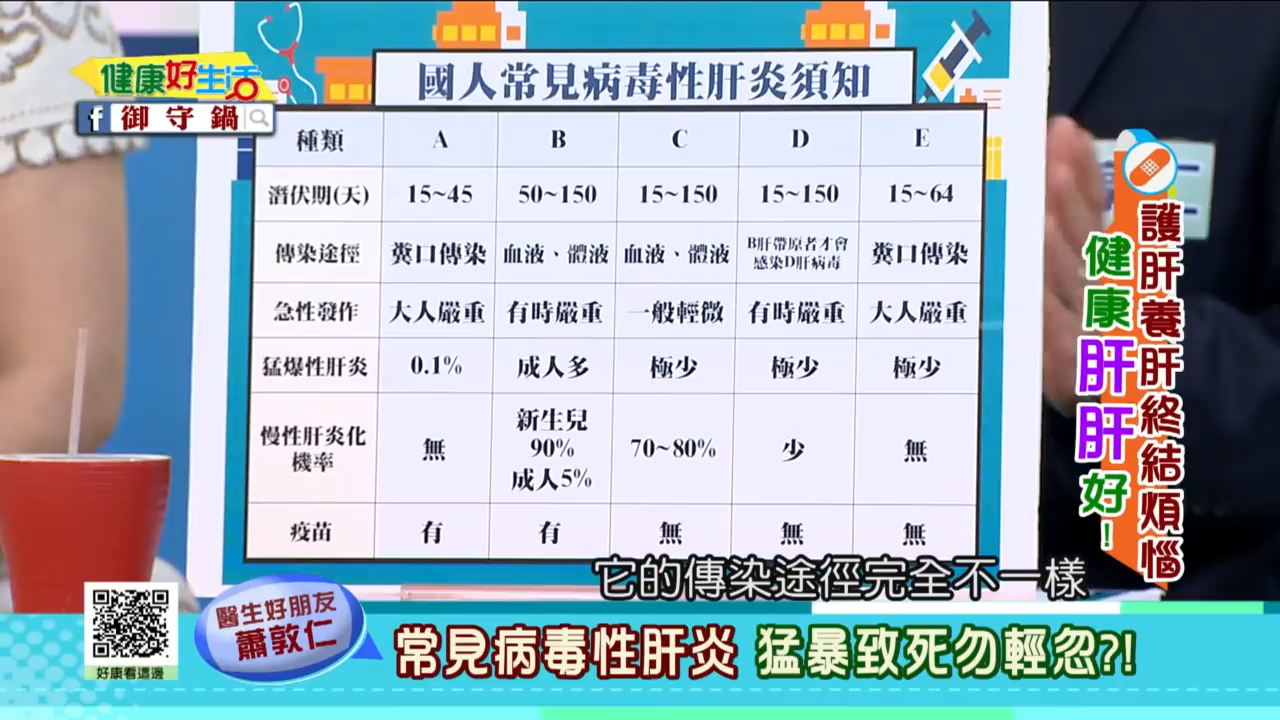 健康好生活
f 御守鍋
國人常見病毒性肝炎須知
種類 A B C D E
潛伏期(天) 15~45 50~150 15~150 15~150 15~64
傳染途徑 糞口傳染 血液、體液 血液、體液 B肝帶原者才會感染D肝病毒 糞口傳染
急性發作 大人嚴重 有時嚴重 一般輕微 有時嚴重 大人嚴重
猛爆性肝炎 0.1% 成人多 極少 極少 極少
慢性肝炎化機率 無 新生兒90%成人5% 70~80% 少 無
疫苗 有 有 無 無 無
護肝養肝終結煩惱
健康肝肝好!
它的傳染途徑完全不一樣
醫生好朋友
蕭敦仁
常見病毒性肝炎 猛暴致死勿輕忽?!
好康看這邊